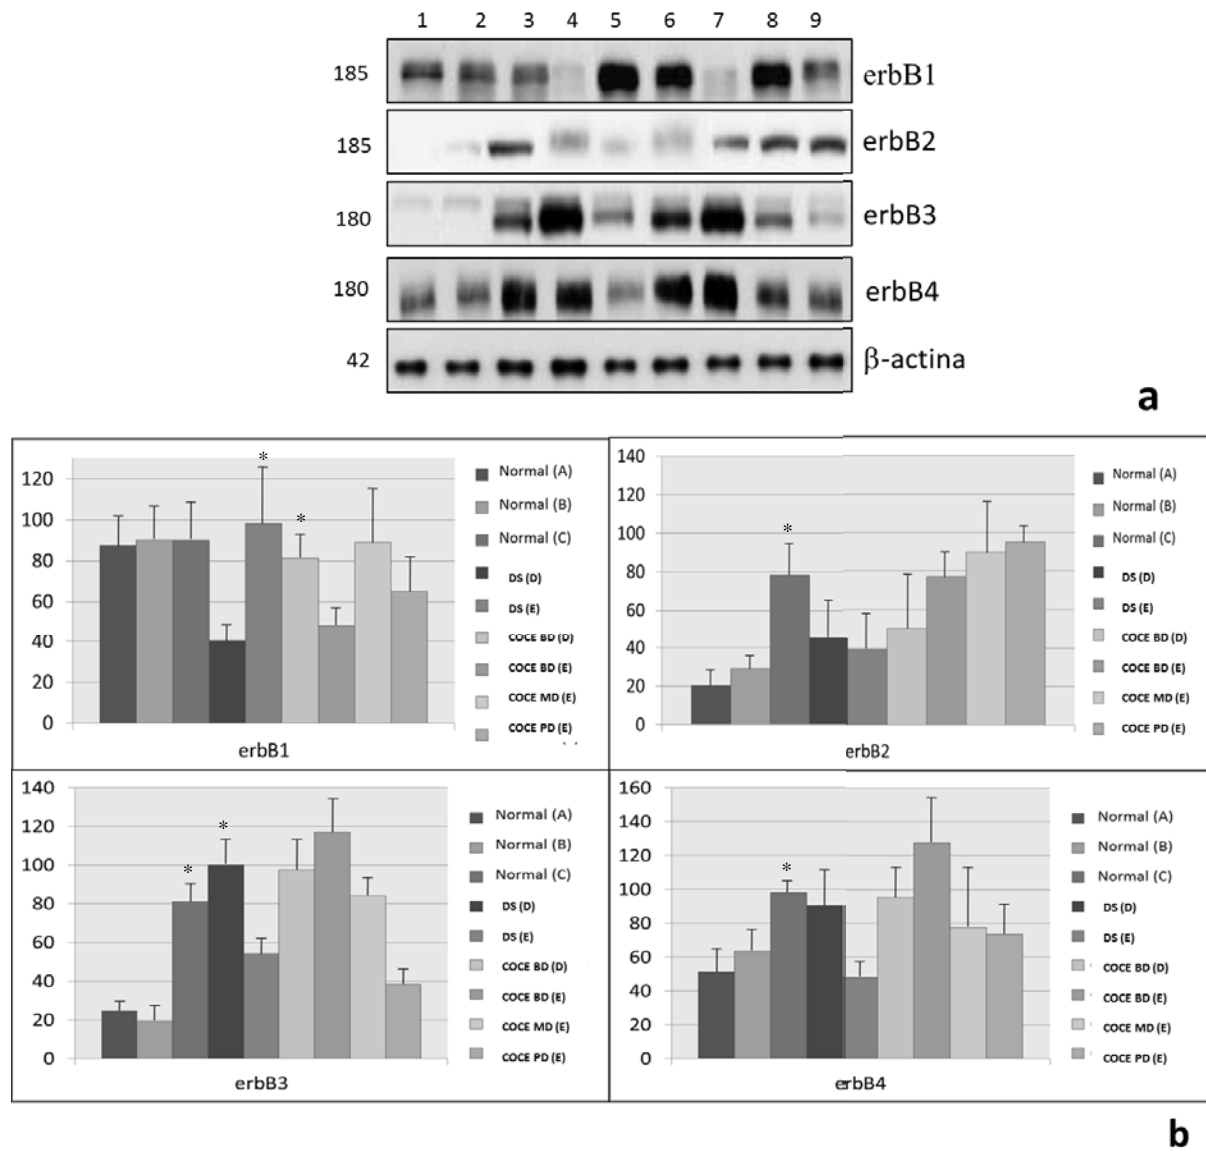 1 2 3 4 5 6 7 8 9
185 erbB1
185 erbB2
180 erbB3
180 erbB4
42 β-actina
a
120
100
80
60
40
20
0
*
*
erbB1
Normal (A)
Normal (B)
Normal (C)
DS (D)
DS (E)
COCE BD (D)
COCE BD (E)
COCE MD (E)
COCE PD (E)
140
120
100
80
60
40
20
0
*
erbB2
Normal (A)
Normal (B)
Normal (C)
DS (D)
DS (E)
COCE BD (D)
COCE BD (E)
COCE MD (E)
COCE PD (E)
140
120
100
80
60
40
20
0
*
*
erbB3
Normal (A)
Normal (B)
Normal (C)
DS (D)
DS (E)
COCE BD (D)
COCE BD (E)
COCE MD (E)
COCE PD (E)
160
140
120
100
80
60
40
20
0
*
erbB4
Normal (A)
Normal (B)
Normal (C)
DS (D)
DS (E)
COCE BD (D)
COCE BD (E)
COCE MD (E)
COCE PD (E)
b